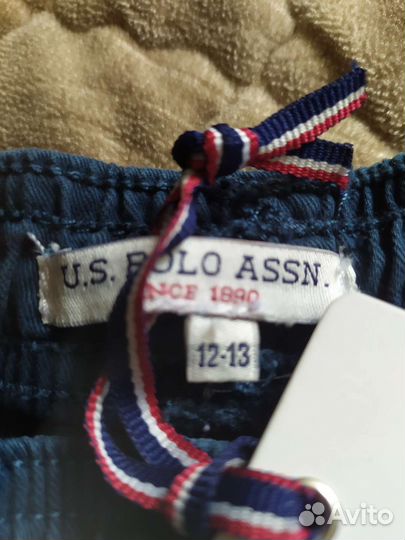 U.S. POLO ASSN.
SINCE 1890
12-13
Avito